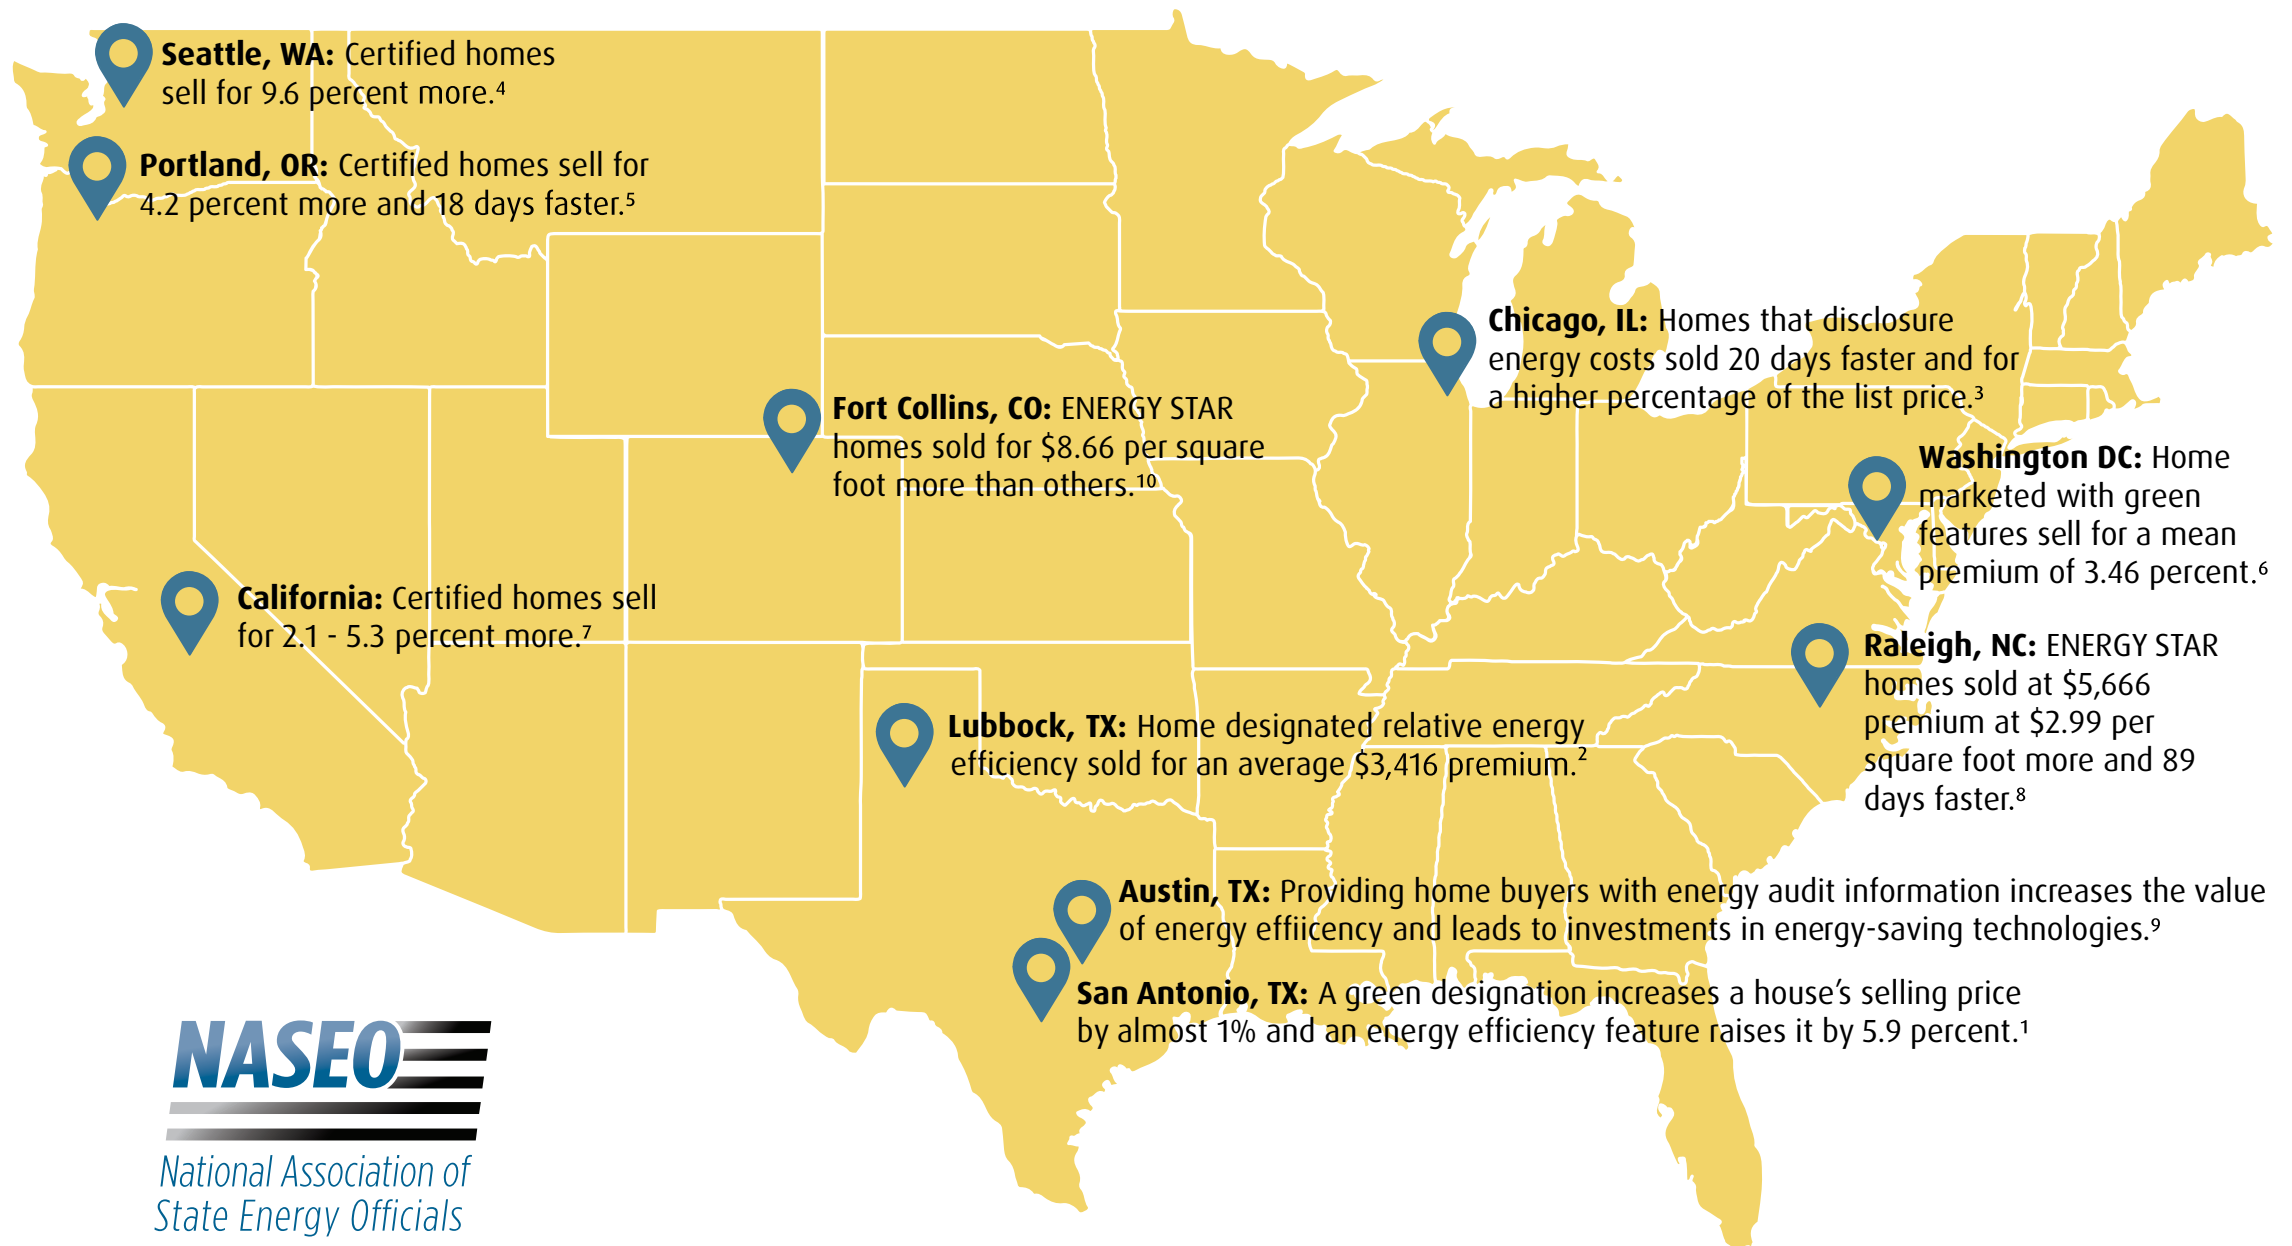 Seattle, WA: Certified homes
sell for 9.6 percent more.⁴
Portland, OR: Certified homes sell for
4.2 percent more and 18 days faster.⁵
Chicago, IL: Homes that disclosure
energy costs sold 20 days faster and for
a higher percentage of the list price.³
Fort Collins, CO: ENERGY STAR
homes sold for $8.66 per square
foot more than others.¹⁰
Washington DC: Home
marketed with green
features sell for a mean
premium of 3.46 percent.⁶
California: Certified homes sell
for 2.1 - 5.3 percent more.⁷
Raleigh, NC: ENERGY STAR
homes sold at $5,666
premium at $2.99 per
square foot more and 89
days faster.⁸
Lubbock, TX: Home designated relative energy
efficiency sold for an average $3,416 premium.²
Austin, TX: Providing home buyers with energy audit information increases the value
of energy effiicency and leads to investments in energy-saving technologies.⁹
San Antonio, TX: A green designation increases a house’s selling price
by almost 1% and an energy efficiency feature raises it by 5.9 percent.¹
NASEO
National Association of
State Energy Officials